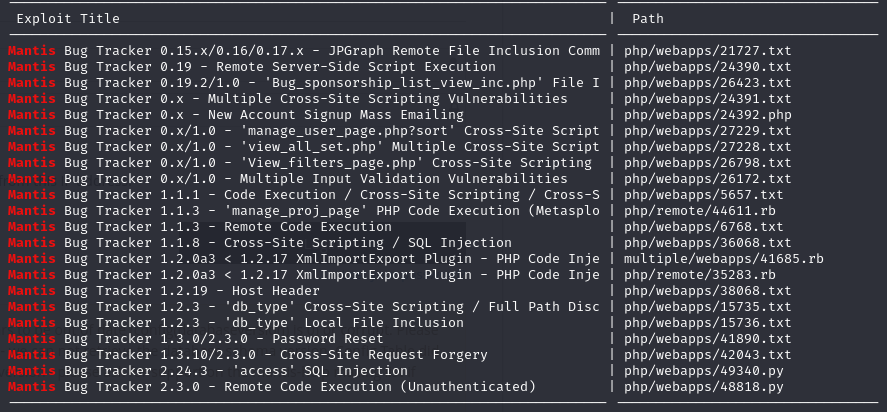 Exploit Title | Path
Mantis Bug Tracker 0.15.x/0.16/0.17.x - JPGraph Remote File Inclusion Comm | php/webapps/21727.txt
Mantis Bug Tracker 0.19 - Remote Server-Side Script Execution | php/webapps/24390.txt
Mantis Bug Tracker 0.19.2/1.0 - 'Bug_sponsorship_list_view_inc.php' File I | php/webapps/26423.txt
Mantis Bug Tracker 0.x - Multiple Cross-Site Scripting Vulnerabilities | php/webapps/24391.txt
Mantis Bug Tracker 0.x - New Account Signup Mass Emailing | php/webapps/24392.php
Mantis Bug Tracker 0.x/1.0 - 'manage_user_page.php?sort' Cross-Site Script | php/webapps/27229.txt
Mantis Bug Tracker 0.x/1.0 - 'view_all_set.php' Multiple Cross-Site Script | php/webapps/27228.txt
Mantis Bug Tracker 0.x/1.0 - 'View_filters_page.php' Cross-Site Scripting | php/webapps/26798.txt
Mantis Bug Tracker 0.x/1.0 - Multiple Input Validation Vulnerabilities | php/webapps/26172.txt
Mantis Bug Tracker 1.1.1 - Code Execution / Cross-Site Scripting / Cross-S | php/webapps/5657.txt
Mantis Bug Tracker 1.1.3 - 'manage_proj_page' PHP Code Execution (Metasplo | php/remote/44611.rb
Mantis Bug Tracker 1.1.3 - Remote Code Execution | php/webapps/6768.txt
Mantis Bug Tracker 1.1.8 - Cross-Site Scripting / SQL Injection | php/webapps/36068.txt
Mantis Bug Tracker 1.2.0a3 < 1.2.17 XmlImportExport Plugin - PHP Code Inje | multiple/webapps/41685.rb
Mantis Bug Tracker 1.2.0a3 < 1.2.17 XmlImportExport Plugin - PHP Code Inje | php/remote/35283.rb
Mantis Bug Tracker 1.2.19 - Host Header | php/webapps/38068.txt
Mantis Bug Tracker 1.2.3 - 'db_type' Cross-Site Scripting / Full Path Disc | php/webapps/15735.txt
Mantis Bug Tracker 1.2.3 - 'db_type' Local File Inclusion | php/webapps/15736.txt
Mantis Bug Tracker 1.3.0/2.3.0 - Password Reset | php/webapps/41890.txt
Mantis Bug Tracker 1.3.10/2.3.0 - Cross-Site Request Forgery | php/webapps/42043.txt
Mantis Bug Tracker 2.24.3 - 'access' SQL Injection | php/webapps/49340.py
Mantis Bug Tracker 2.3.0 - Remote Code Execution (Unauthenticated) | php/webapps/48818.py